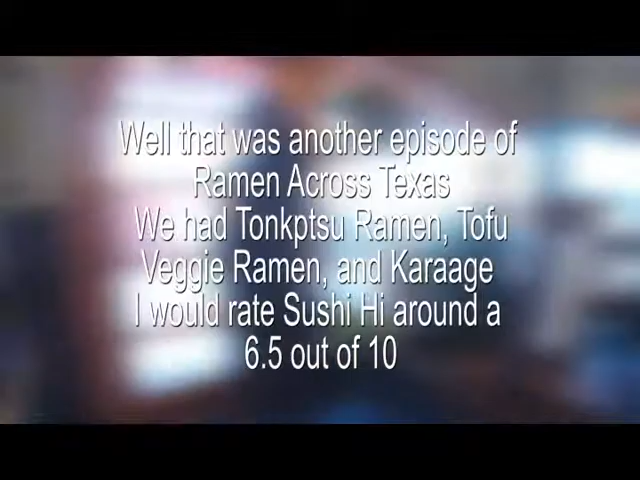 Well that was another episode of
Ramen Across Texas
We had Tonkptsu Ramen, Tofu
Veggie Ramen, and Karaage
I would rate Sushi Hi around a
6.5 out of 10